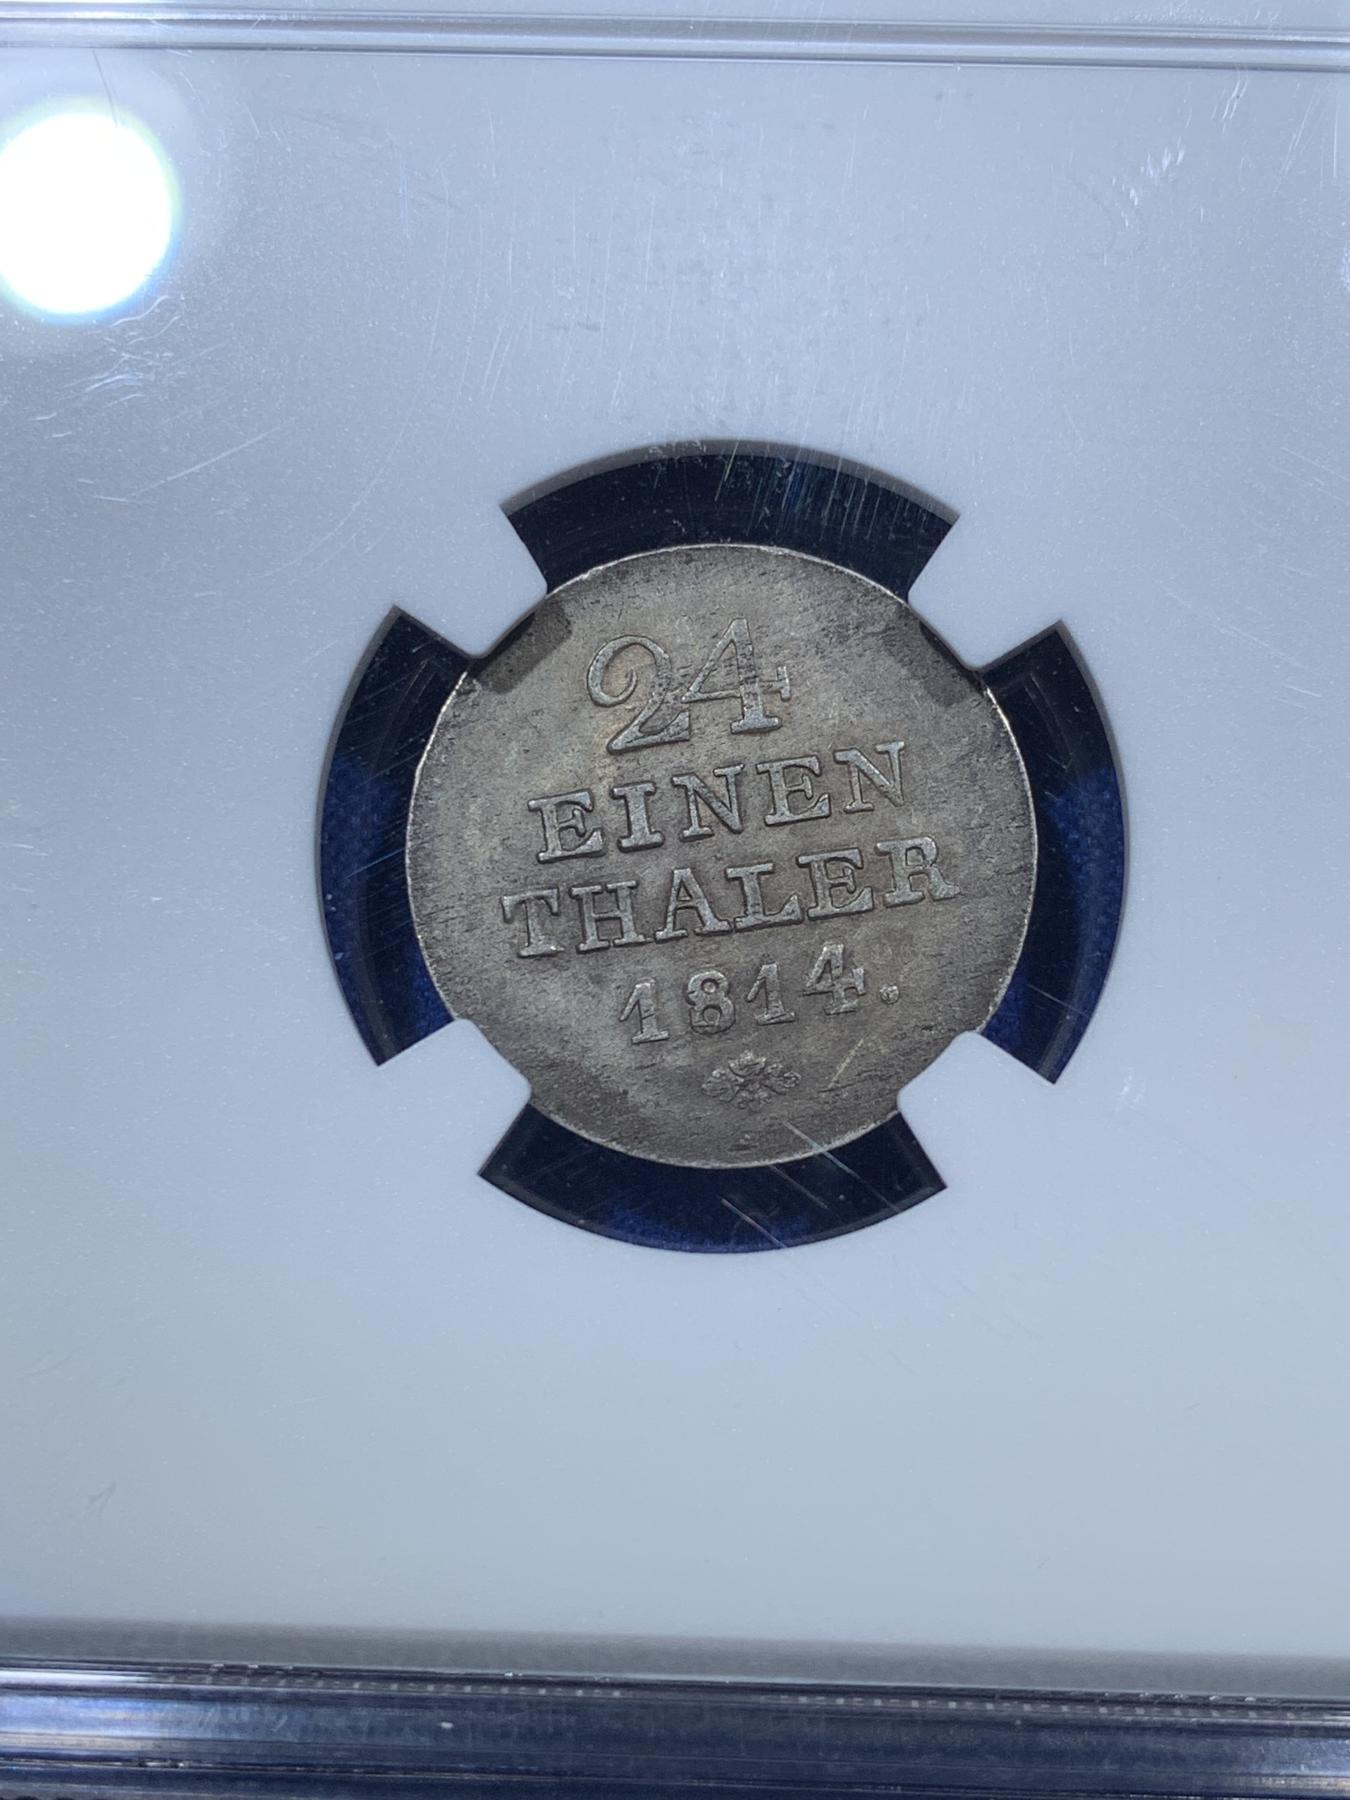 24
EINEN
THALER
1814.